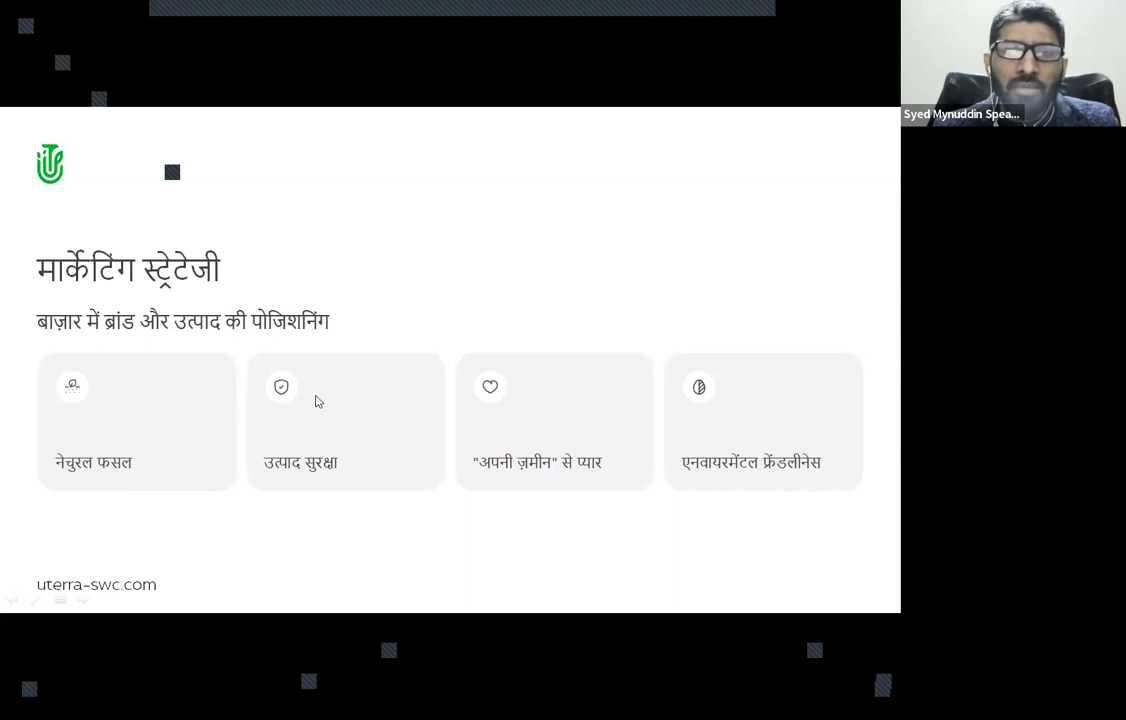 Syed Mynuddin Spea...
मार्केटिंग स्ट्रेटेजी
बाज़ार में ब्रांड और उत्पाद की पोजिशनिंग
नेचुरल फसल
उत्पाद सुरक्षा
"अपनी ज़मीन" से प्यार
एनवायरमेंटल फ्रेंडलीनेस
uterra-swc.com